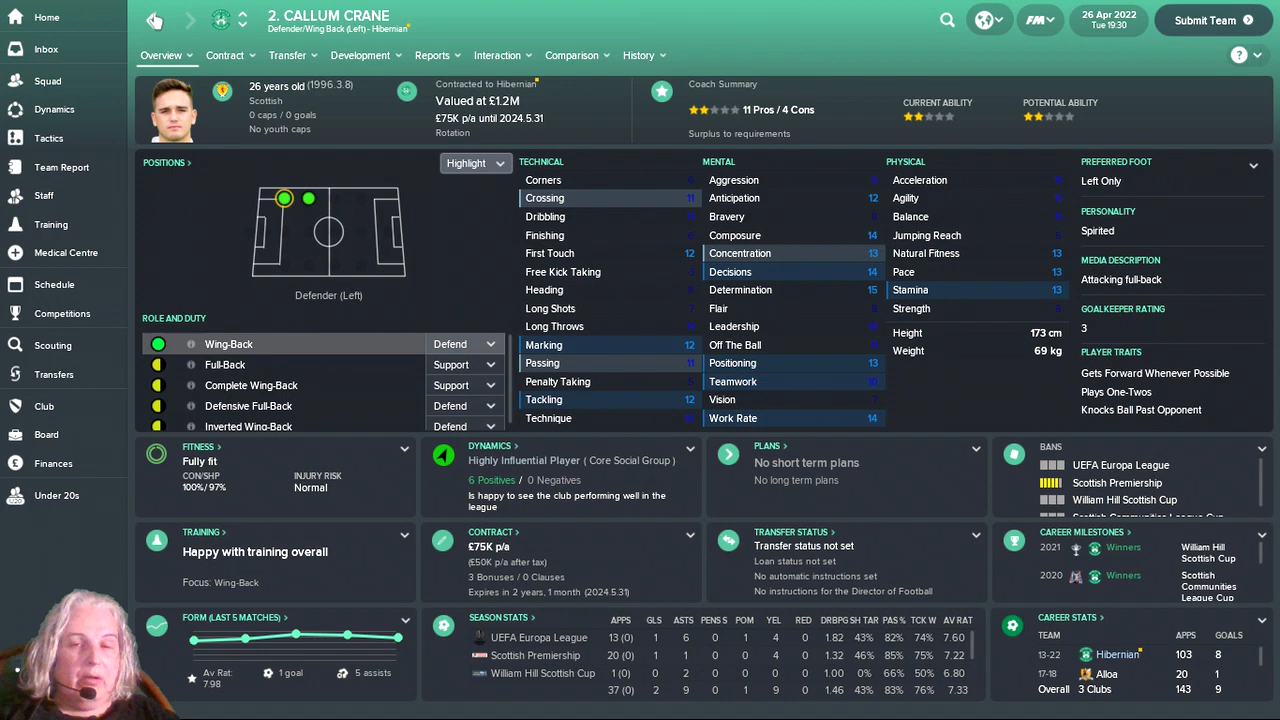 Home
Inbox
Squad
Dynamics
Tactics
Team Report
Staff
Training
Medical Centre
Schedule
Competitions
Scouting
Transfers
Club
Board
Finances
Under 20s
2. CALLUM CRANE
Defender/Wing Back (Left) - Hibernian
FM
26 Apr 2022
Tue 19:30
Submit Team
Overview Contract Transfer Development Reports Interaction Comparison History
?
26 years old (1996.3.8)
Scottish
0 caps / 0 goals
No youth caps
Contracted to Hibernian
Valued at £1.2M
£75K p/a until 2024.5.31
Rotation
Coach Summary
11 Pros / 4 Cons
Surplus to requirements
CURRENT ABILITY
POTENTIAL ABILITY
POSITIONS >
Highlight
Defender (Left)
ROLE AND DUTY
Wing-Back Defend
Full-Back Support
Complete Wing-Back Support
Defensive Full-Back Defend
Inverted Wing-Back Defend
TECHNICAL
Corners
Crossing 11
Dribbling
Finishing
First Touch 12
Free Kick Taking
Heading
Long Shots
Long Throws
Marking 12
Passing 11
Penalty Taking
Tackling 12
Technique
MENTAL
Aggression
Anticipation 12
Bravery
Composure 14
Concentration 13
Decisions 14
Determination 15
Flair
Leadership
Off The Ball
Positioning 13
Teamwork
Vision
Work Rate 14
PHYSICAL
Acceleration
Agility
Balance
Jumping Reach
Natural Fitness 13
Pace 13
Stamina 13
Strength
Height 173 cm
Weight 69 kg
PREFERRED FOOT
Left Only
PERSONALITY
Spirited
MEDIA DESCRIPTION
Attacking full-back
GOALKEEPER RATING
3
PLAYER TRAITS
Gets Forward Whenever Possible
Plays One-Twos
Knocks Ball Past Opponent
FITNESS >
Fully fit
CON/SHP INJURY RISK
100%/ 97% Normal
DYNAMICS >
Highly Influential Player ( Core Social Group )
6 Positives / 0 Negatives
Is happy to see the club performing well in the
league
PLANS >
No short term plans
No long term plans
BANS
UEFA Europa League
Scottish Premiership
William Hill Scottish Cup
Scottish Communities League Cup
TRAINING >
Happy with training overall
Focus: Wing-Back
CONTRACT >
£75K p/a
(£50K p/a after tax)
3 Bonuses / 0 Clauses
Expires in 2 years, 1 month (2024.5.31)
TRANSFER STATUS >
Transfer status not set
Loan status not set
No automatic instructions set
No instructions for the Director of Football
CAREER MILESTONES >
2021 Winners William Hill
Scottish Cup
2020 Winners Scottish
Communities
League Cup
FORM (LAST 5 MATCHES) >
Av Rat:
7.98
1 goal
5 assists
SEASON STATS > APPS GLS ASTS PENS S POM YEL RED DRBPG SH TAR PAS % TCK W AV RAT
UEFA Europa League 13 (0) 1 6 0 1 4 0 1.82 43% 82% 74% 7.60
Scottish Premiership 20 (0) 1 1 0 0 4 0 1.32 46% 85% 75% 7.22
William Hill Scottish Cup 1 (0) 0 2 0 0 0 0 1.00 0% 66% 50% 6.80
37 (0) 2 9 0 1 9 0 1.46 43% 83% 76% 7.33
CAREER STATS >
TEAM APPS GOALS
13-22 Hibernian 103 8
17-18 Alloa 20 1
Overall 3 Clubs 143 9